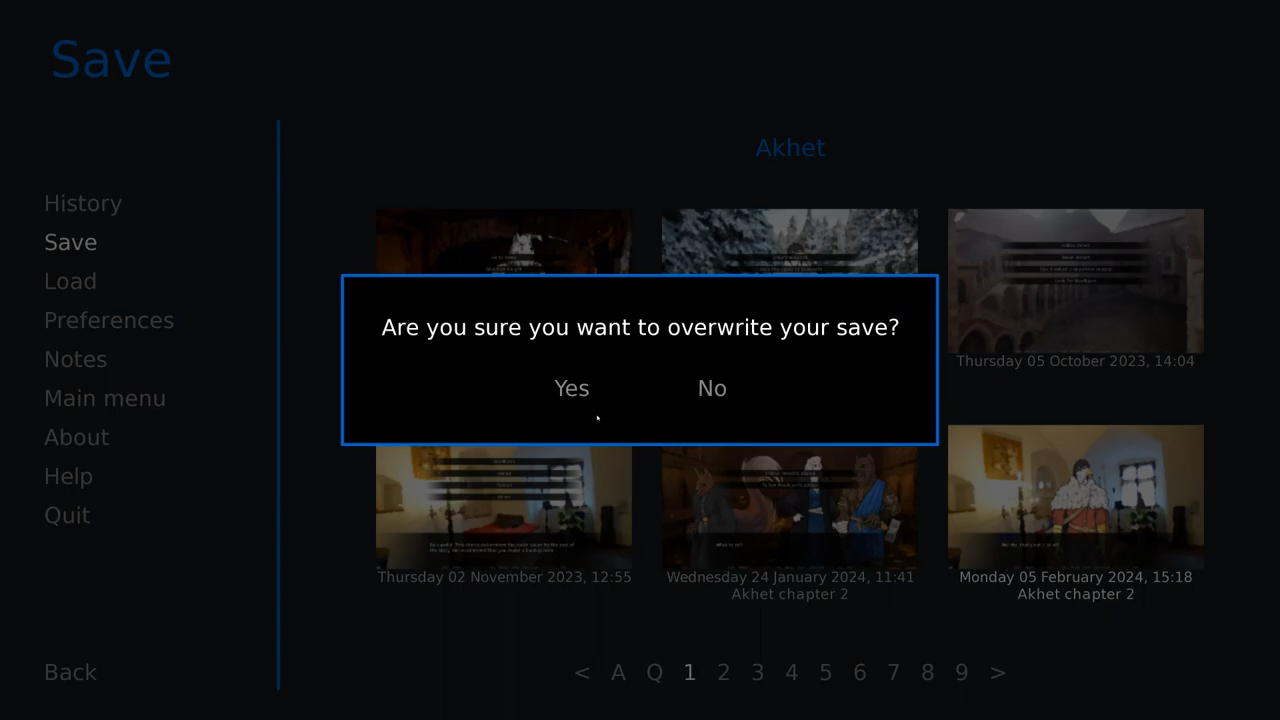 Save
Akhet
History
Save
Load
Preferences
Notes
Main menu
About
Help
Quit
Back
Are you sure you want to overwrite your save?
Yes No
Thursday 05 October 2023, 14:04
Thursday 02 November 2023, 12:55
Wednesday 24 January 2024, 11:41
Akhet chapter 2
Monday 05 February 2024, 15:18
Akhet chapter 2
< A Q 1 2 3 4 5 6 7 8 9 >